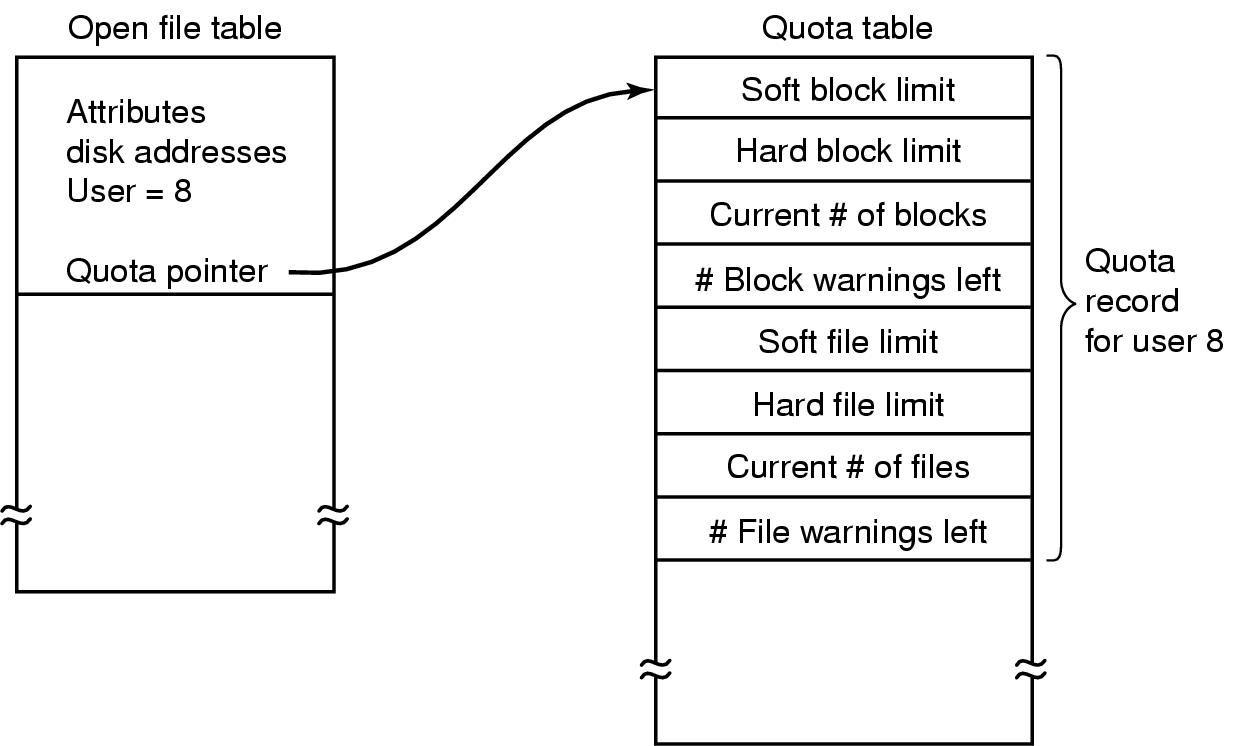 Open file table
Attributes
disk addresses
User = 8
Quota pointer
Quota table
Soft block limit
Hard block limit
Current # of blocks
# Block warnings left
Soft file limit
Hard file limit
Current # of files
# File warnings left
Quota
record
for user 8